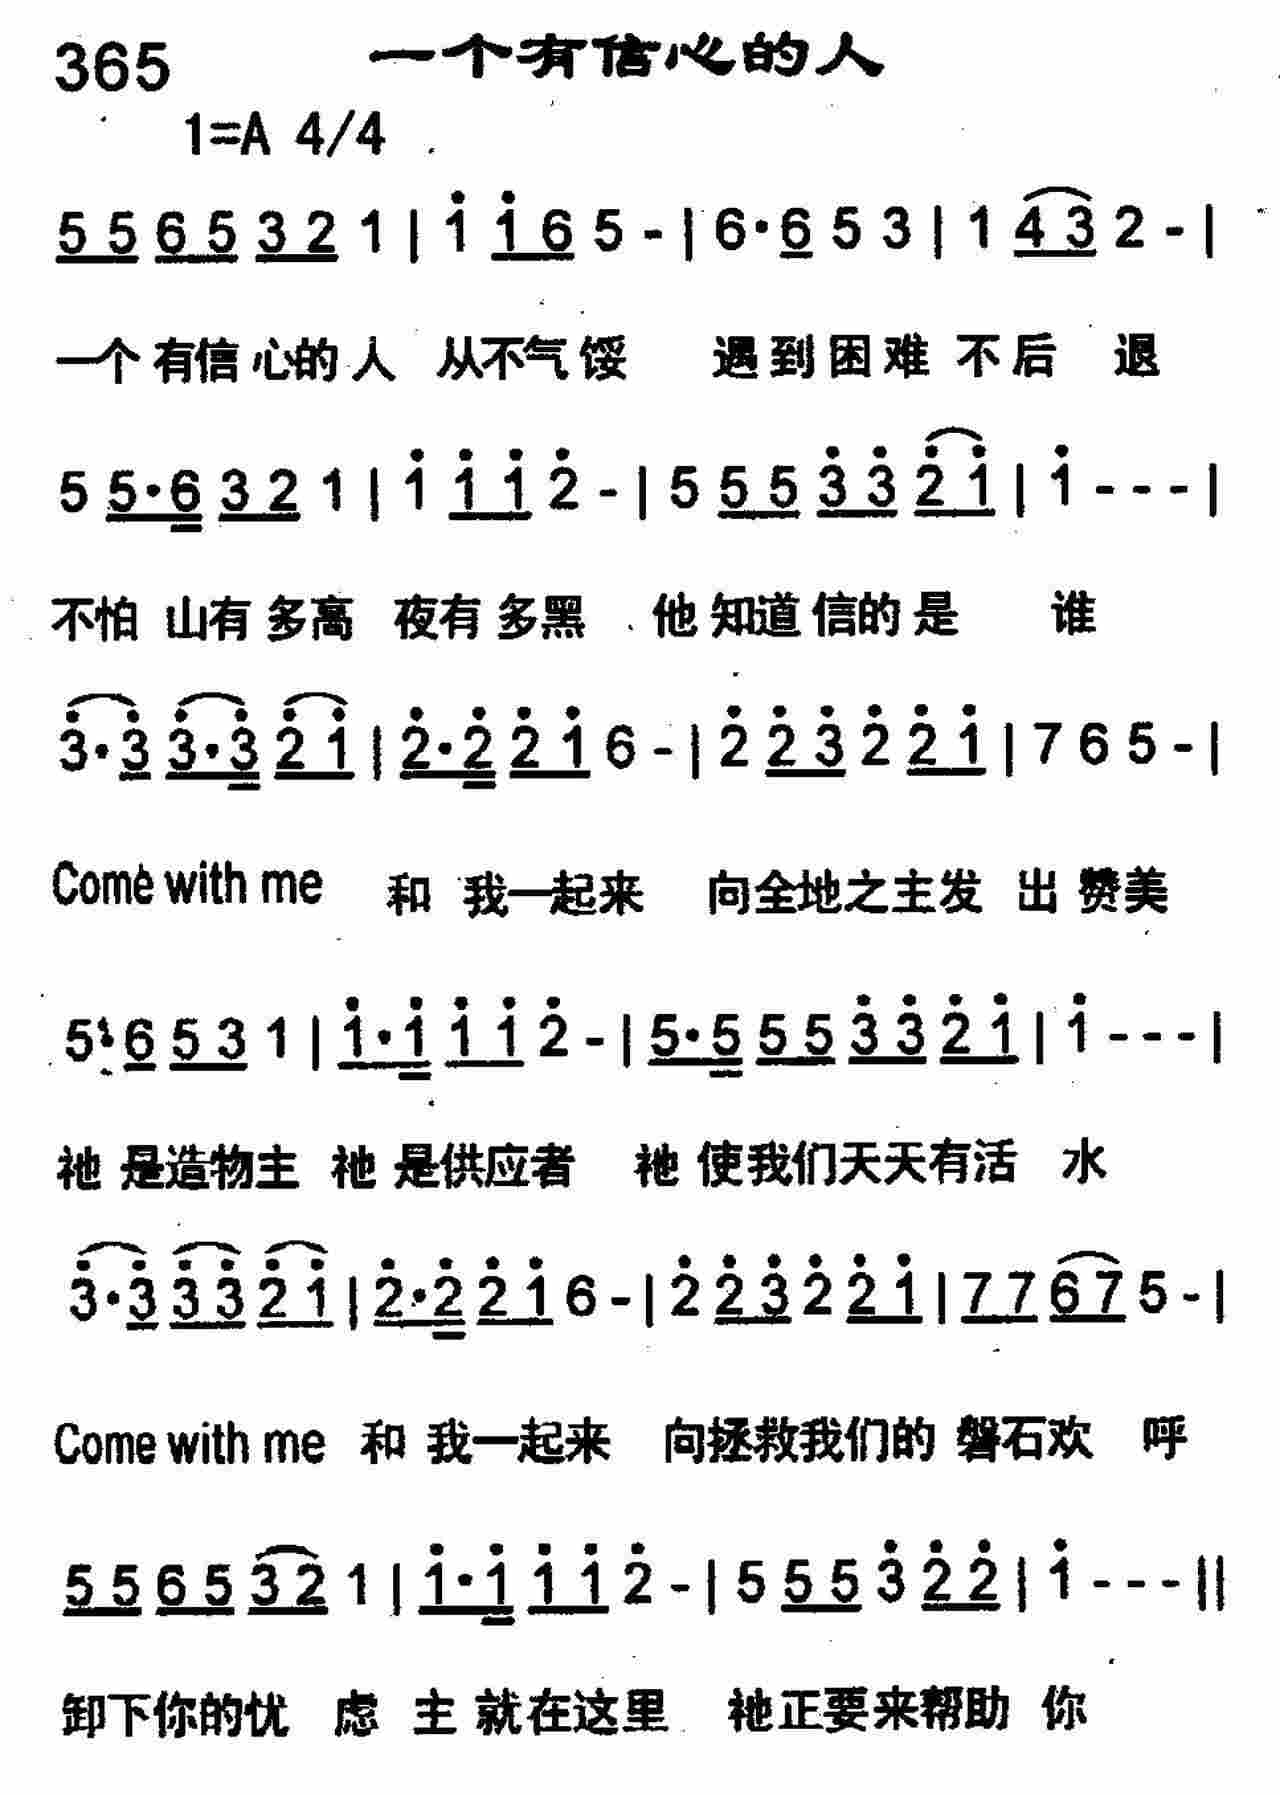 365 一个有信心的人
1=A 4/4
5 5 6 5 3 2 1 | 1̇ 1̇ 6 5 - | 6· 6 5 3 | 1 4 3 2 - |
一个有信心的人 从不气馁 遇到困难不后退
5 5·6 3 2 1 | 1̇ 1̇ 1̇ 2̇ - | 5 5 5 3̇ 3̇ 2̇ 1̇ | 1̇ - - - |
不怕山有多高 夜有多黑 他知道信的是谁
3̇·3̇ 3̇·3̇ 2̇ 1̇ | 2̇·2̇ 2̇ 1̇ 6 - | 2̇ 2̇ 3̇ 2̇ 2̇ 1̇ | 7 6 5 - |
Come with me 和我一起来 向全地之主发出赞美
5· 6 5 3 1 | 1̇·1̇ 1̇ 1̇ 2̇ - | 5·5 5 5 3̇ 3̇ 2̇ 1̇ | 1̇ - - - |
祂是造物主 祂是供应者 祂使我们天天有活水
3̇·3̇ 3̇ 3̇ 2̇ 1̇ | 2̇·2̇ 2̇ 1̇ 6 - | 2̇ 2̇ 3̇ 2̇ 2̇ 1̇ | 7 7 6 7 5 - |
Come with me 和我一起来 向拯救我们的磐石欢呼
5 5 6 5 3 2 1 | 1̇·1̇ 1̇ 1̇ 2̇ - | 5 5 5 3̇ 2̇ 2̇ | 1̇ - - - ||
卸下你的忧虑 主就在这里 祂正要来帮助你